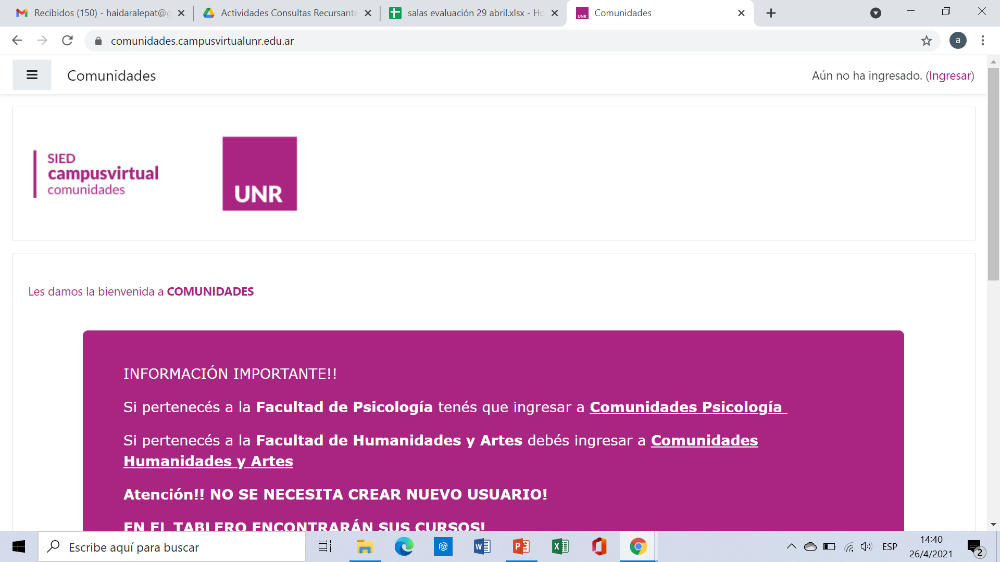 Recibidos (150) - haidaralepat@g
Actividades Consultas Recursante
salas evaluación 29 abril.xlsx - Ho
Comunidades
comunidades.campusvirtualunr.edu.ar
a
Comunidades
Aún no ha ingresado. (Ingresar)
SIED
campusvirtual
comunidades
UNR
Les damos la bienvenida a COMUNIDADES
INFORMACIÓN IMPORTANTE!!
Si pertenecés a la Facultad de Psicología tenés que ingresar a Comunidades Psicología
Si pertenecés a la Facultad de Humanidades y Artes debés ingresar a Comunidades
Humanidades y Artes
Atención!! NO SE NECESITA CREAR NUEVO USUARIO!
EN EL TABLERO ENCONTRARÁN SUS CURSOS!
Escribe aquí para buscar
ESP
14:40
26/4/2021
2